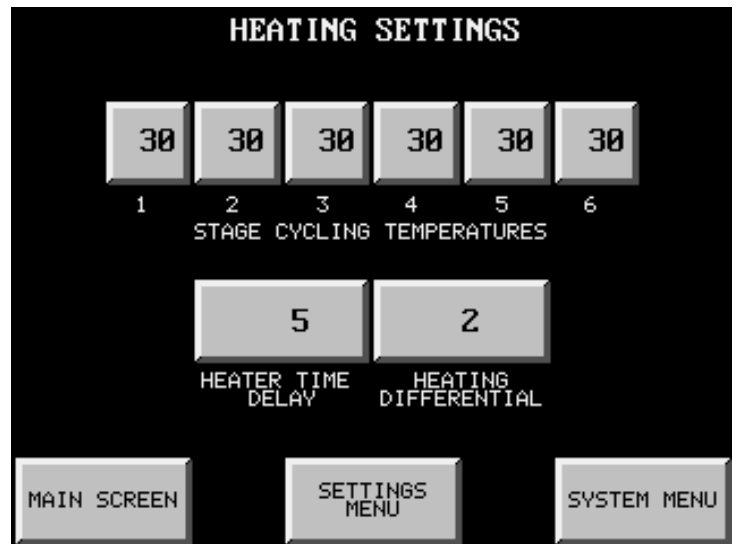 HEATING SETTINGS
30 30 30 30 30 30
1 2 3 4 5 6
STAGE CYCLING TEMPERATURES
5 2
HEATER TIME HEATING
DELAY DIFFERENTIAL
MAIN SCREEN SETTINGS SYSTEM MENU
MENU